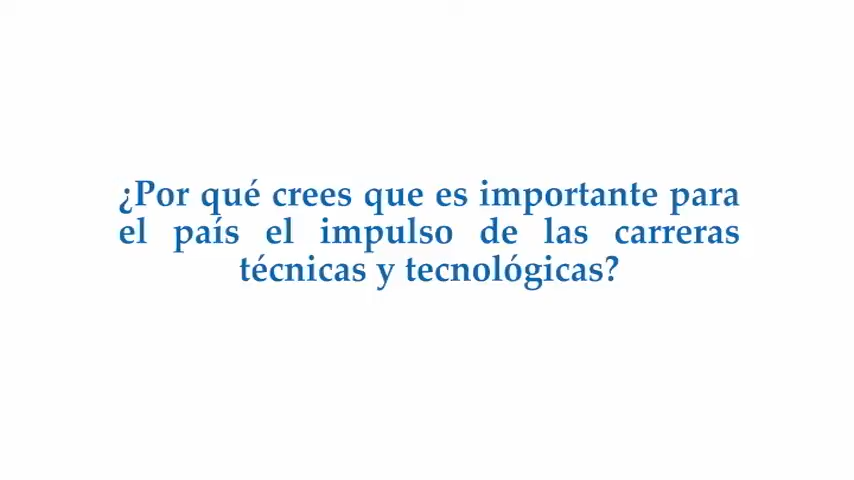 ¿Por qué crees que es importante para
el país el impulso de las carreras
técnicas y tecnológicas?